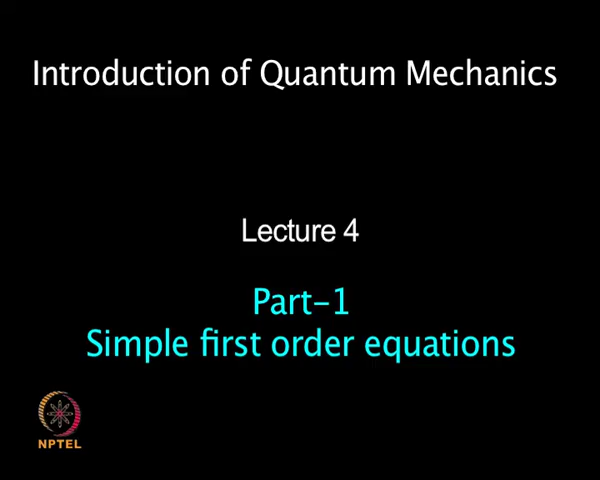 Introduction of Quantum Mechanics
Lecture 4
Part-1
Simple first order equations
NPTEL